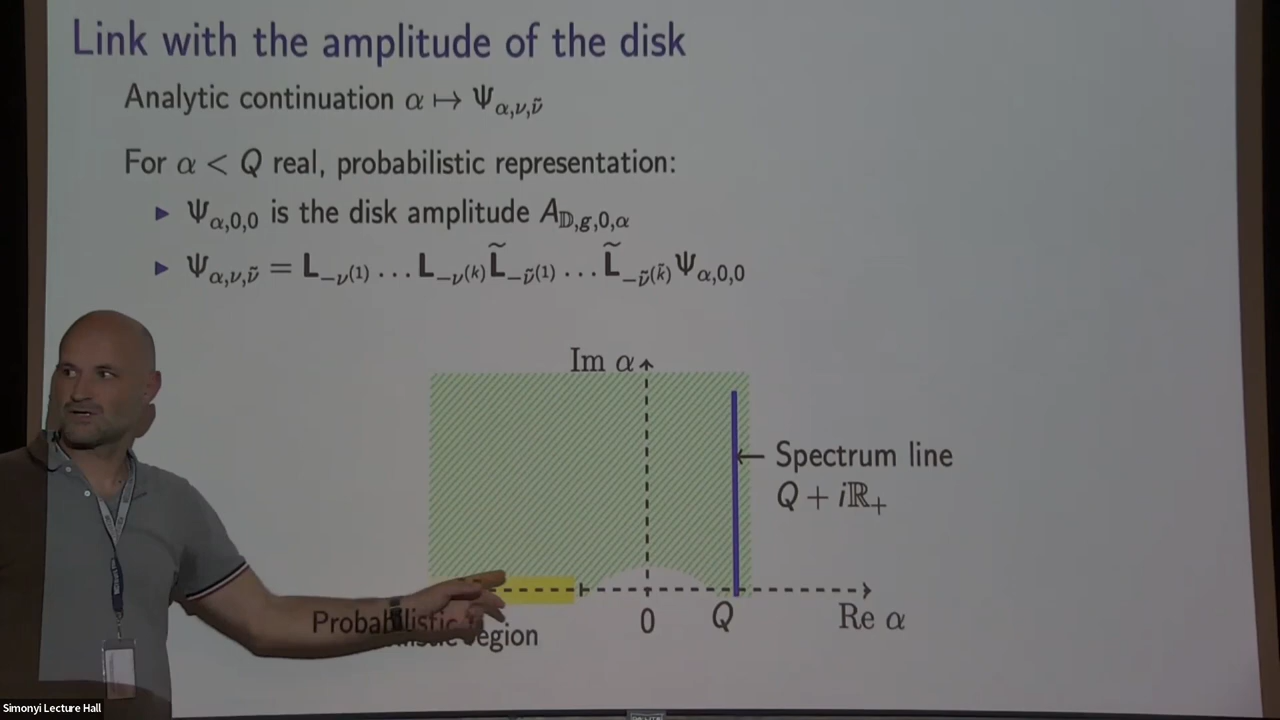 Link with the amplitude of the disk
Analytic continuation α ↦ Ψ_{α,ν,ν̃}
For α < Q real, probabilistic representation:
▸ Ψ_{α,0,0} is the disk amplitude A_{𝔻,g,0,α}
▸ Ψ_{α,ν,ν̃} = L_{−ν(1)} … L_{−ν(k)} L̃_{−ν̃(1)} … L̃_{−ν̃(k̃)} Ψ_{α,0,0}
Im α
Spectrum line
Q + iℝ₊
0
Q
Re α
Probabilistic
region
Simonyi Lecture Hall